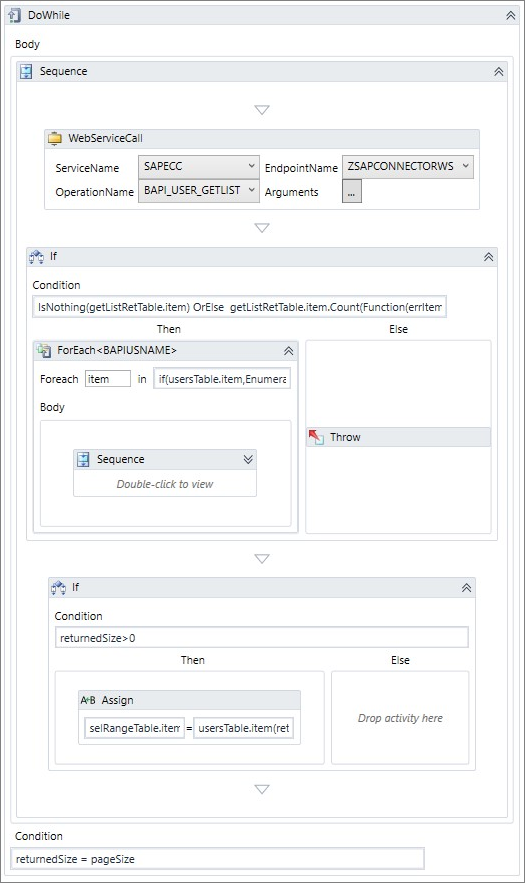 DoWhile
Body
Sequence
WebServiceCall
ServiceName SAPECC EndpointName ZSAPCONNECTORWS
OperationName BAPI_USER_GETLIST Arguments ...
If
Condition
IsNothing(getListRetTable.item) OrElse getListRetTable.item.Count(Function(errItem
Then Else
ForEach<BAPIUSNAME>
Foreach item in if(usersTable.item,Enumera
Body
Throw
Sequence
Double-click to view
If
Condition
returnedSize>0
Then Else
A+B Assign
Drop activity here
selRangeTable.item = usersTable.item(ret
Condition
returnedSize = pageSize